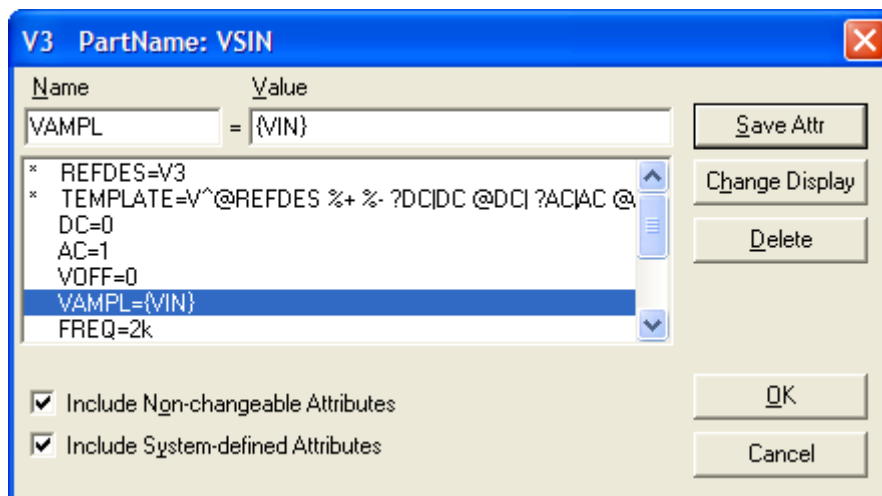 V3 PartName: VSIN
Name Value
VAMPL = {VIN}
Save Attr
* REFDES=V3
* TEMPLATE=V^@REFDES %+ %- ?DC|DC @DC| ?AC|AC @
Change Display
DC=0
AC=1
Delete
VOFF=0
VAMPL={VIN}
FREQ=2k
Include Non-changeable Attributes
OK
Include System-defined Attributes
Cancel